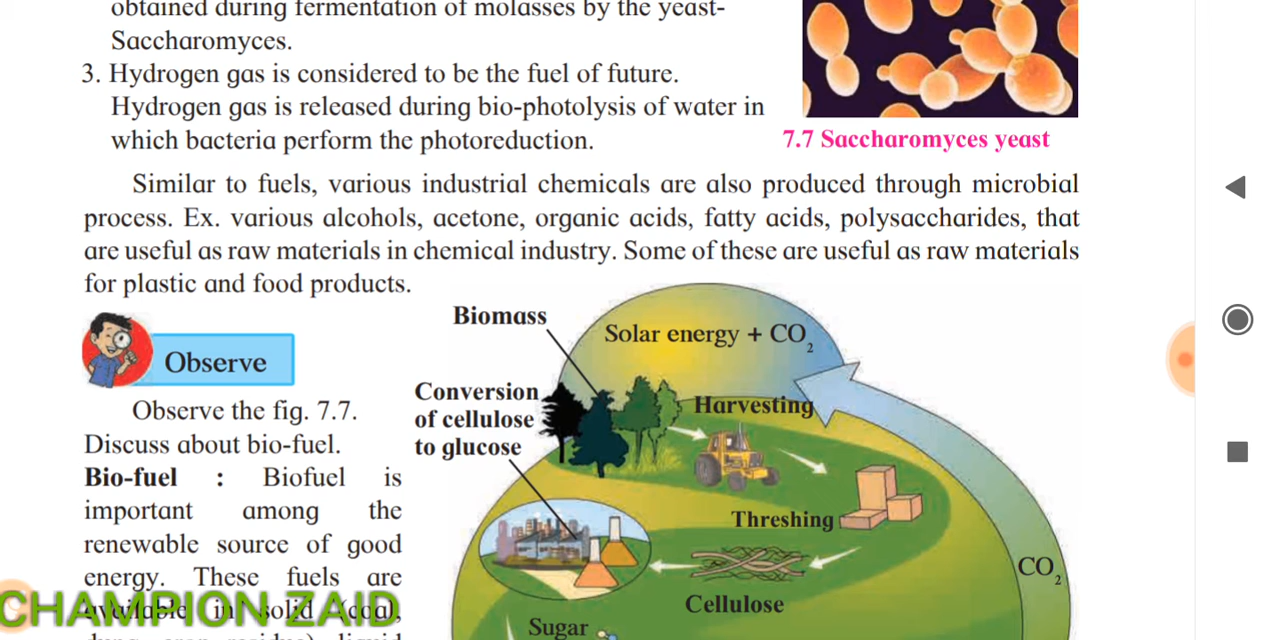 obtained during fermentation of molasses by the yeast-
Saccharomyces.
3. Hydrogen gas is considered to be the fuel of future.
Hydrogen gas is released during bio-photolysis of water in
which bacteria perform the photoreduction.
7.7 Saccharomyces yeast
Similar to fuels, various industrial chemicals are also produced through microbial
process. Ex. various alcohols, acetone, organic acids, fatty acids, polysaccharides, that
are useful as raw materials in chemical industry. Some of these are useful as raw materials
for plastic and food products.
Observe
Observe the fig. 7.7.
Discuss about bio-fuel.
Bio-fuel : Biofuel is
important among the
renewable source of good
energy. These fuels are
available in solid (coal,
CHAMPION ZAID
Biomass
Solar energy + CO2
Conversion
of cellulose
to glucose
Harvesting
Threshing
CO2
Cellulose
Sugar